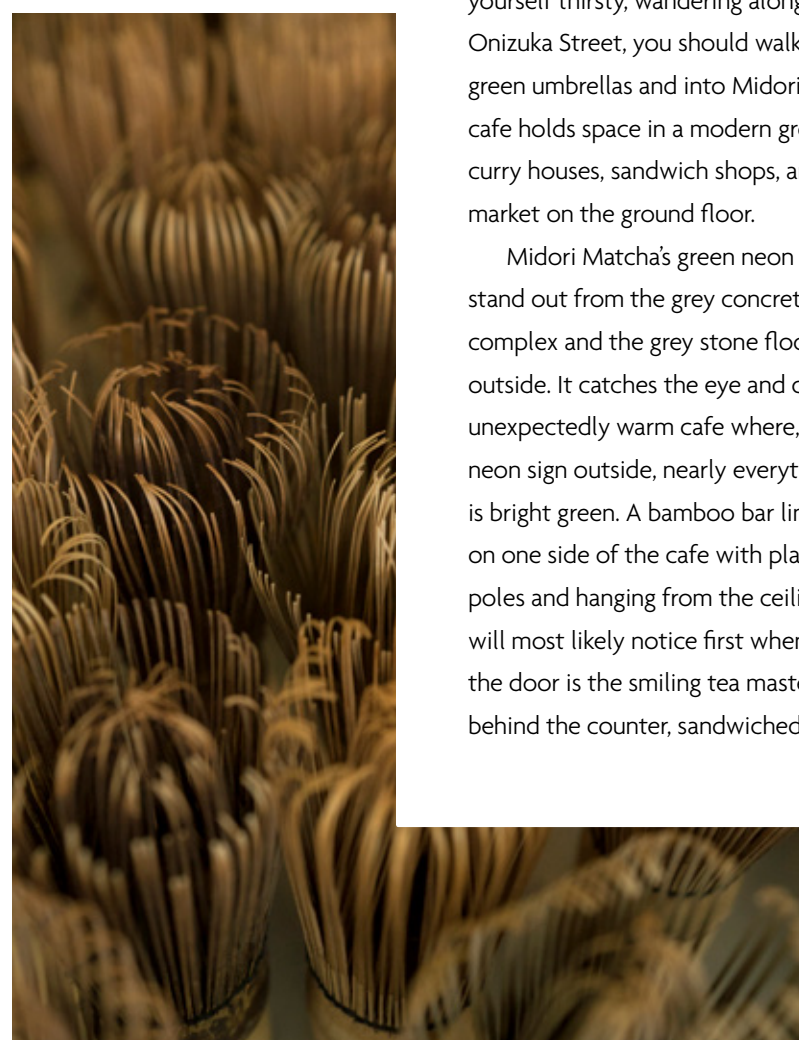 yourself thirsty, wandering along
Onizuka Street, you should walk
green umbrellas and into Midori
cafe holds space in a modern gr
curry houses, sandwich shops, a
market on the ground floor.
Midori Matcha’s green neon
stand out from the grey concret
complex and the grey stone floo
outside. It catches the eye and
unexpectedly warm cafe where,
neon sign outside, nearly everyt
is bright green. A bamboo bar lin
on one side of the cafe with pla
poles and hanging from the ceili
will most likely notice first when
the door is the smiling tea maste
behind the counter, sandwiched